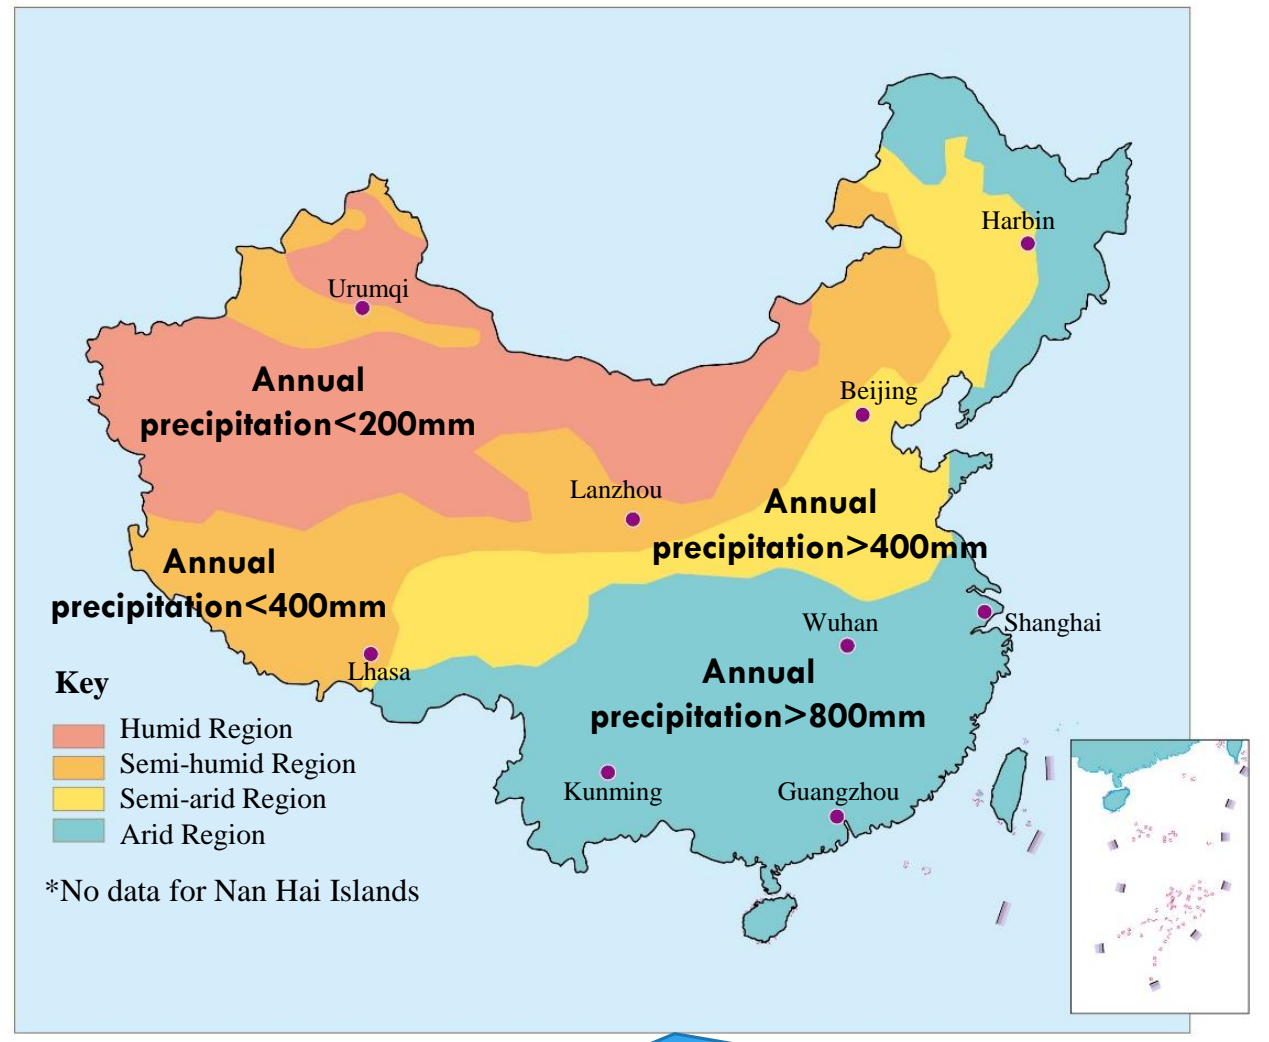 Harbin
Urumqi
Annual
precipitation<200mm
Beijing
Lanzhou
Annual
precipitation>400mm
Annual
precipitation<400mm
Wuhan
Shanghai
Lhasa
Annual
precipitation>800mm
Kunming
Guangzhou
Key
Humid Region
Semi-humid Region
Semi-arid Region
Arid Region
*No data for Nan Hai Islands